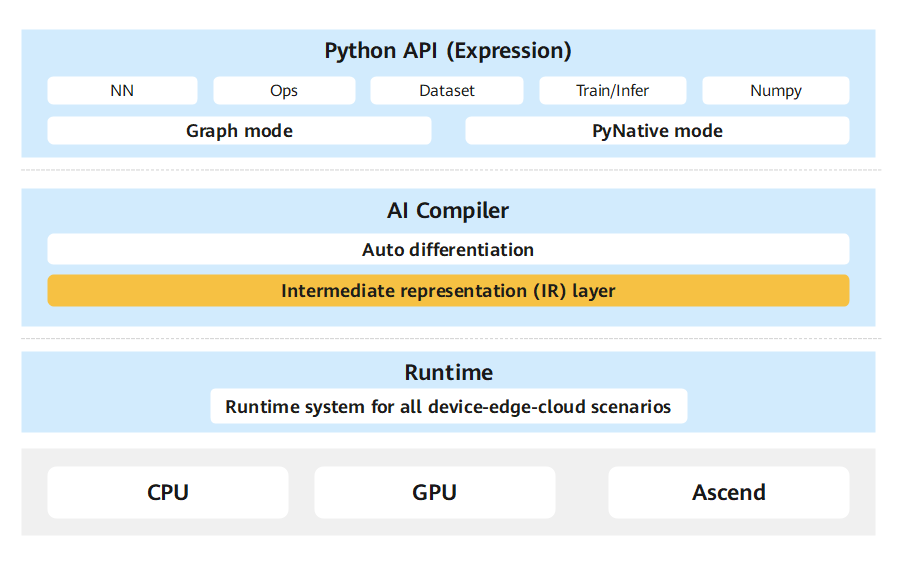 Python API (Expression)
NN
Ops
Dataset
Train/Infer
Numpy
Graph mode
PyNative mode
AI Compiler
Auto differentiation
Intermediate representation (IR) layer
Runtime
Runtime system for all device-edge-cloud scenarios
CPU
GPU
Ascend